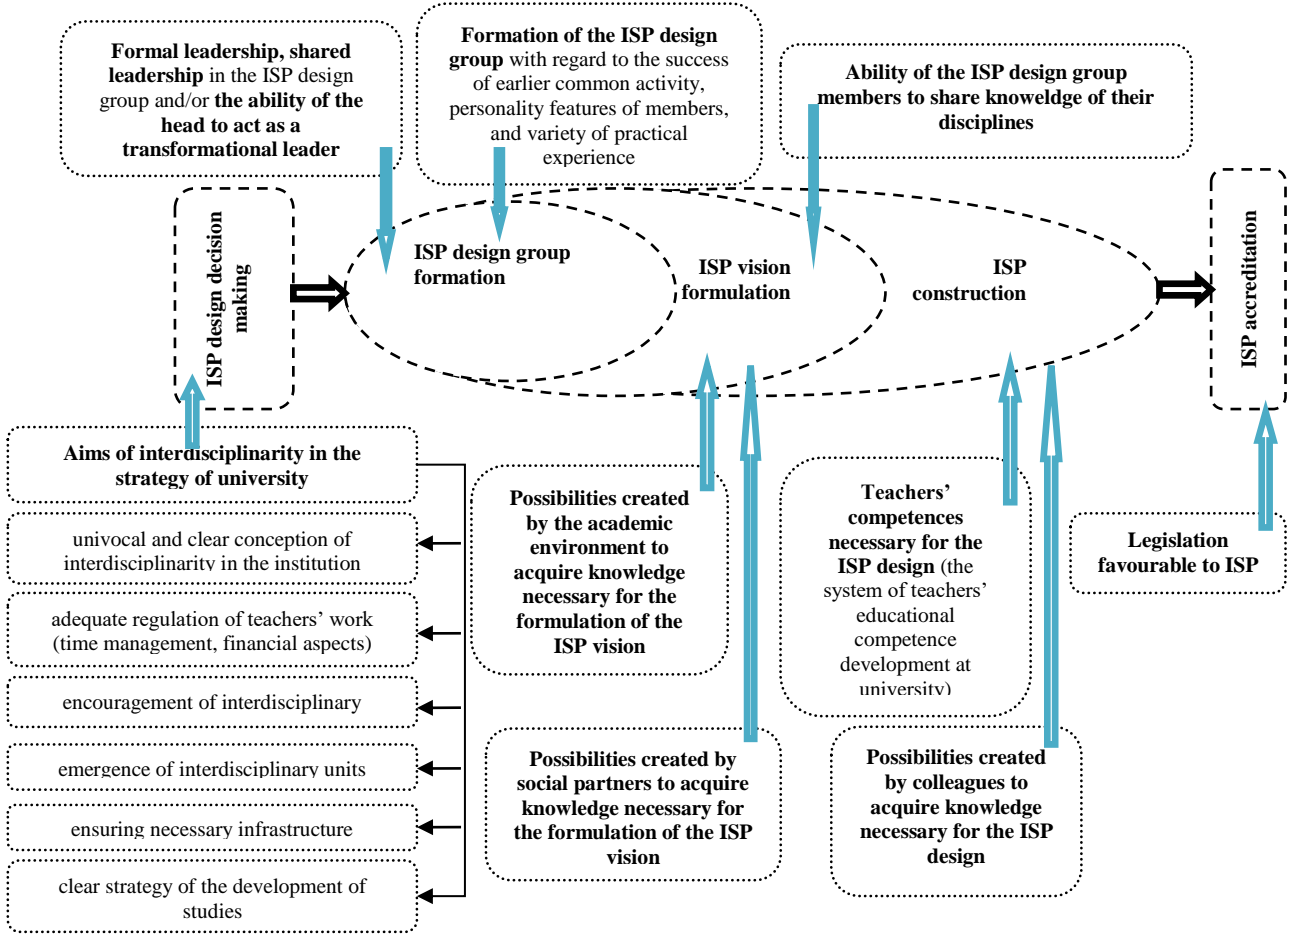 Formal leadership, shared
leadership in the ISP design
group and/or the ability of the
head to act as a
transformational leader
Formation of the ISP design
group with regard to the success
of earlier common activity,
personality features of members,
and variety of practical
experience
Ability of the ISP design group
members to share knoweldge of their
disciplines
ISP design decision
making
ISP design group
formation
ISP vision
formulation
ISP
construction
ISP accreditation
Aims of interdisciplinarity in the
strategy of university
univocal and clear conception of
interdisciplinarity in the institution
adequate regulation of teachers’ work
(time management, financial aspects)
encouragement of interdisciplinary
emergence of interdisciplinary units
ensuring necessary infrastructure
clear strategy of the development of
studies
Possibilities created
by the academic
environment to
acquire knowledge
necessary for the
formulation of the
ISP vision
Possibilities created by
social partners to acquire
knowledge necessary for
the formulation of the ISP
vision
Teachers’
competences
necessary for the
ISP design (the
system of teachers’
educational
competence
development at
university)
Possibilities created
by colleagues to
acquire knowledge
necessary for the ISP
design
Legislation
favourable to ISP